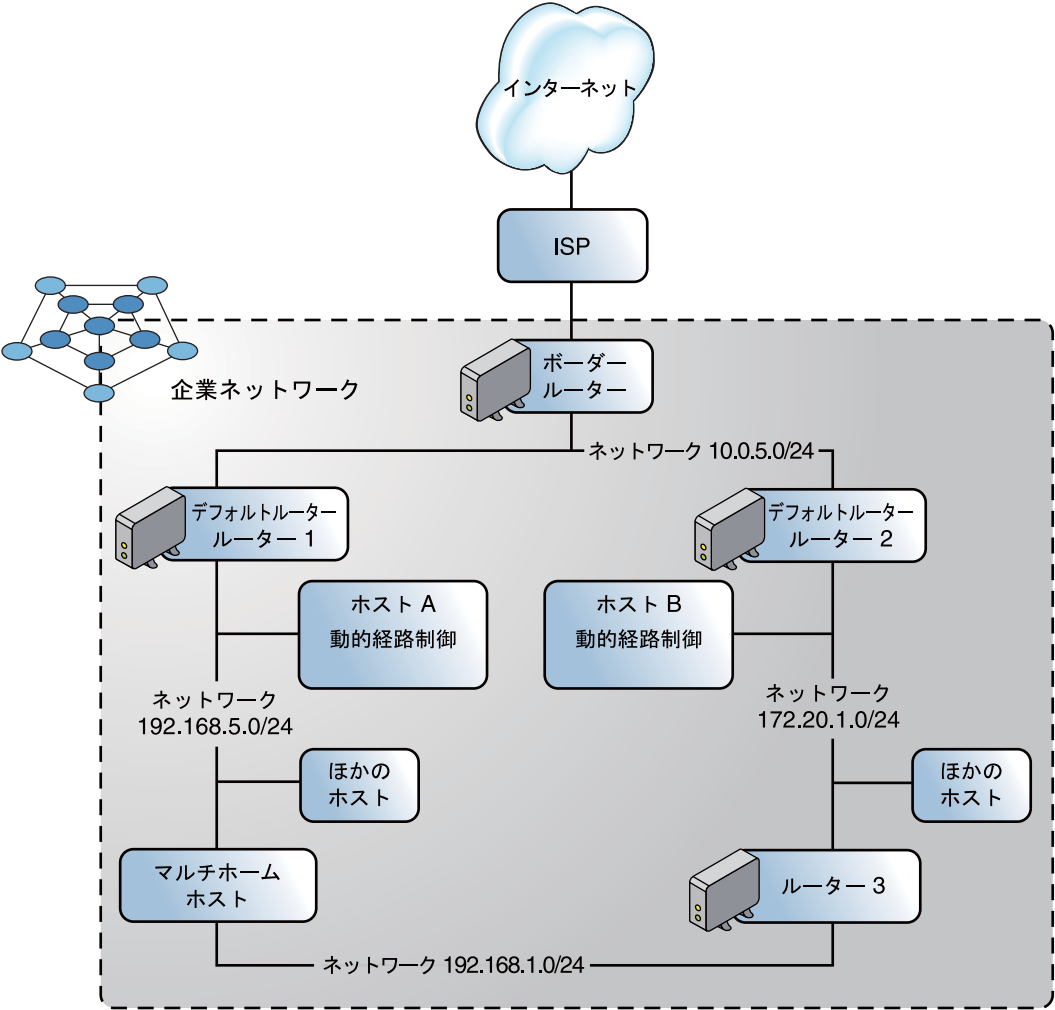 インターネット
ISP
ボーダー
ルーター
企業ネットワーク
ネットワーク 10.0.5.0/24
デフォルトルーター
ルーター 1
デフォルトルーター
ルーター 2
ホスト A
動的経路制御
ホスト B
動的経路制御
ネットワーク
192.168.5.0/24
ネットワーク
172.20.1.0/24
ほかの
ホスト
ほかの
ホスト
マルチホーム
ホスト
ルーター 3
ネットワーク 192.168.1.0/24